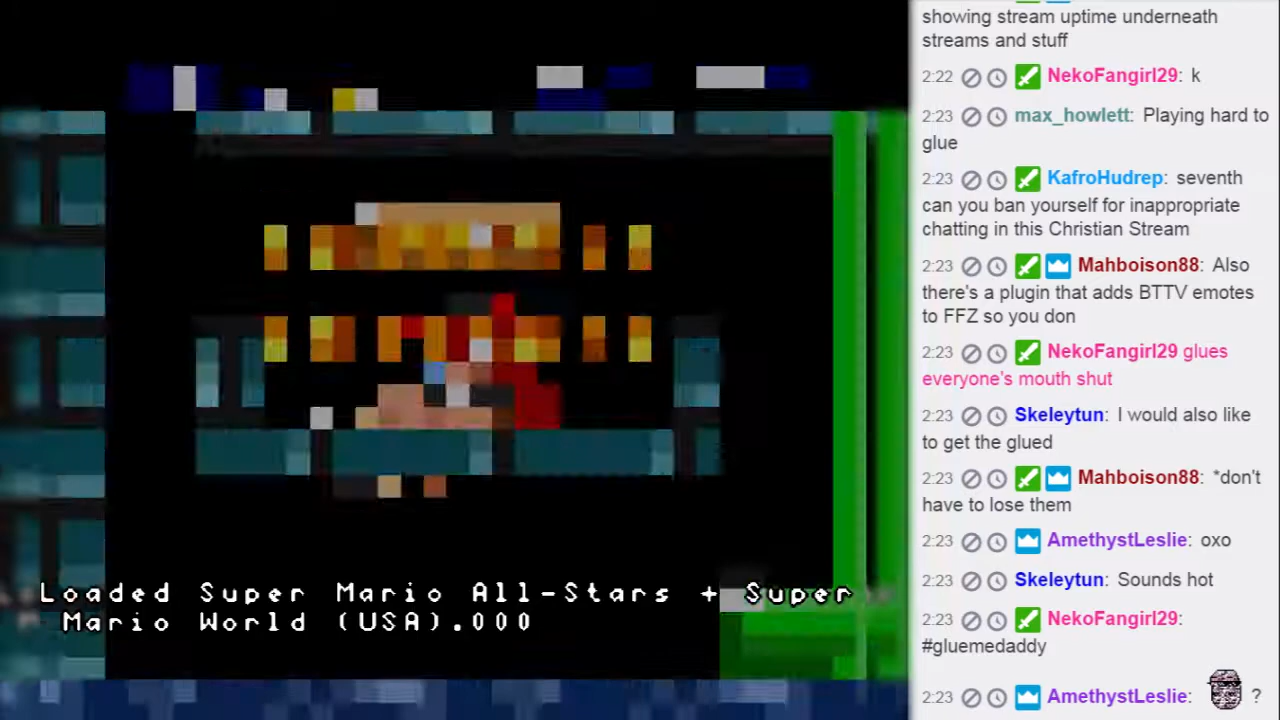 Loaded Super Mario All-Stars + Super
Mario World (USA).000
showing stream uptime underneath
streams and stuff
2:22 NekoFangirl29: k
2:23 max_howlett: Playing hard to
glue
2:23 KafroHudrep: seventh
can you ban yourself for inappropriate
chatting in this Christian Stream
2:23 Mahboison88: Also
there's a plugin that adds BTTV emotes
to FFZ so you don
2:23 NekoFangirl29 glues
everyone's mouth shut
2:23 Skeleytun: I would also like
to get the glued
2:23 Mahboison88: *don't
have to lose them
2:23 AmethystLeslie: oxo
2:23 Skeleytun: Sounds hot
2:23 NekoFangirl29:
#gluemedaddy
2:23 AmethystLeslie: ?